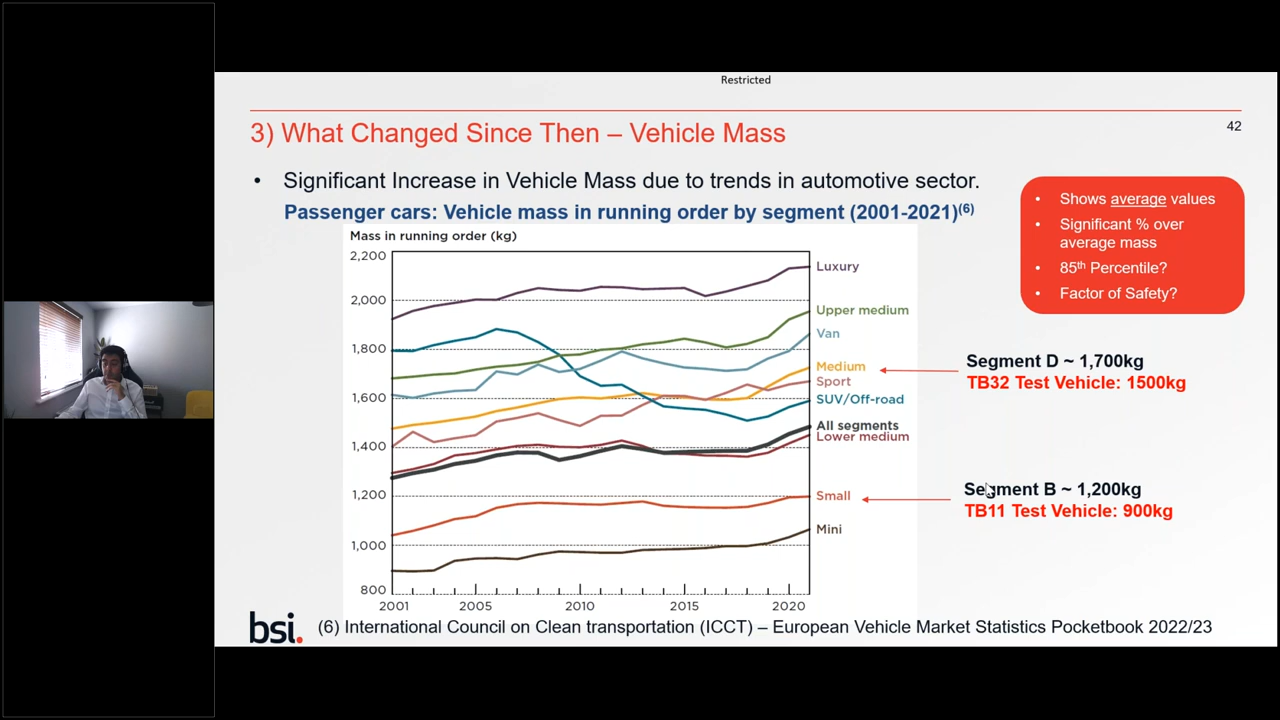 Restricted
42
3) What Changed Since Then – Vehicle Mass
• Significant Increase in Vehicle Mass due to trends in automotive sector.
Passenger cars: Vehicle mass in running order by segment (2001-2021)(6)
• Shows average values
• Significant % over
average mass
• 85th Percentile?
• Factor of Safety?
Mass in running order (kg)
2,200
2,000
1,800
1,600
1,400
1,200
1,000
800
2001
2005
2010
2015
2020
Luxury
Upper medium
Van
Medium
Sport
SUV/Off-road
All segments
Lower medium
Small
Mini
Segment D ~ 1,700kg
TB32 Test Vehicle: 1500kg
Segment B ~ 1,200kg
TB11 Test Vehicle: 900kg
bsi.
(6) International Council on Clean transportation (ICCT) – European Vehicle Market Statistics Pocketbook 2022/23